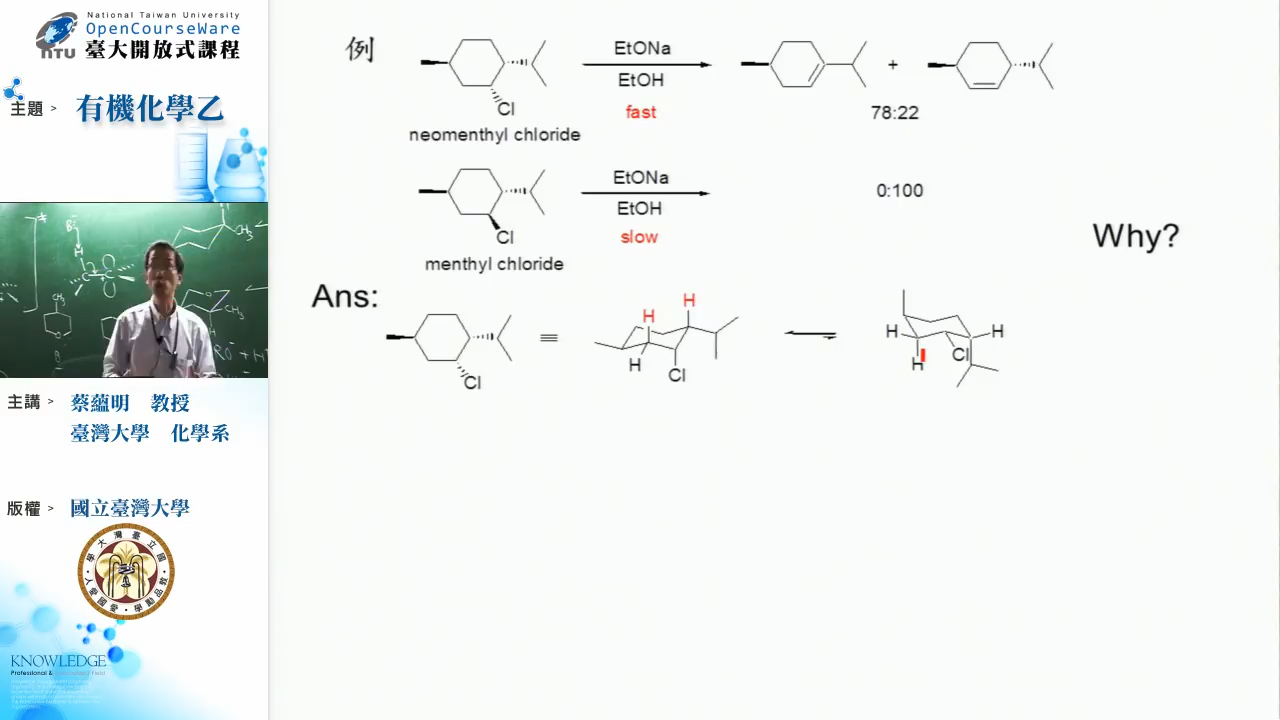 National Taiwan University
OpenCourseWare
臺大開放式課程
NTU
主題 >
有機化學乙
主講 >
蔡蘊明 教授
臺灣大學 化學系
版權 >
國立臺灣大學
KNOWLEDGE
例
EtONa
EtOH
fast
Cl
neomenthyl chloride
+
78:22
EtONa
EtOH
slow
Cl
menthyl chloride
0:100
Why?
Ans:
Cl
≡
H
H
H
Cl
H
H
H
Cl